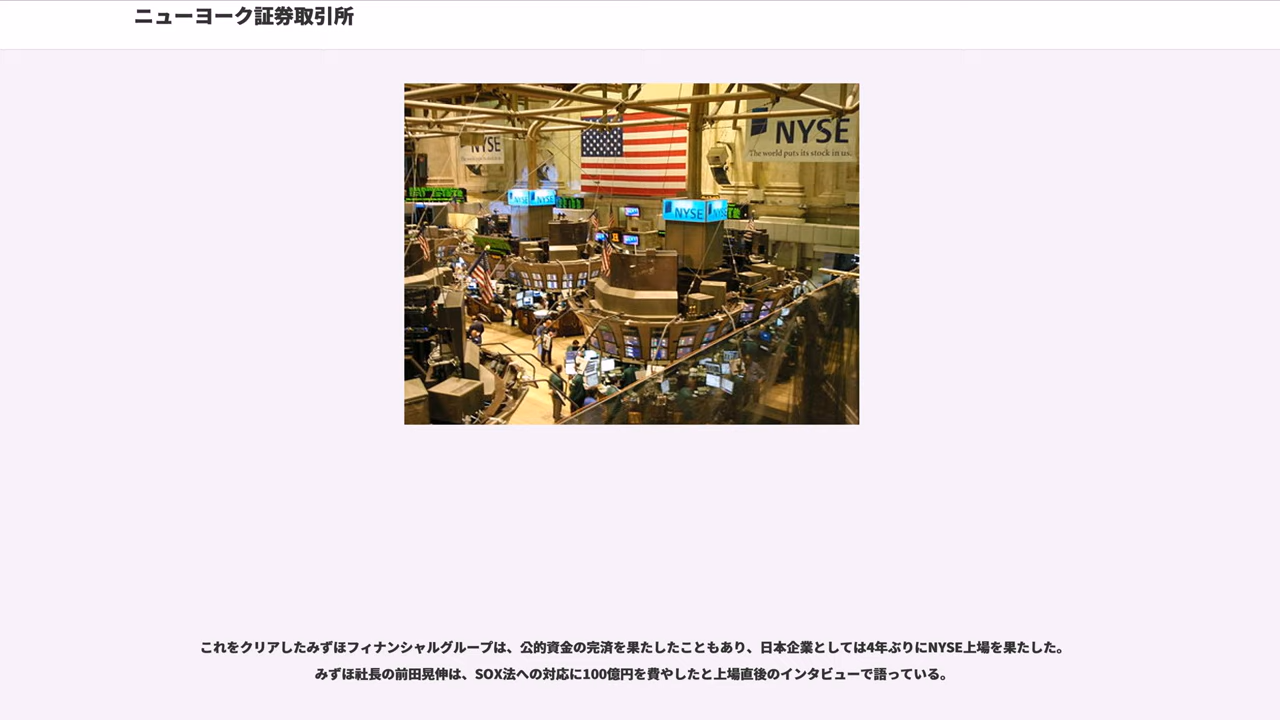 ニューヨーク証券取引所
NYSE
The world puts its stock in us.
NYSE
NYSE
NYSE
NYSE
これをクリアしたみずほフィナンシャルグループは、公的資金の完済を果たしたこともあり、日本企業としては4年ぶりにNYSE上場を果たした。
みずほ社長の前田晃伸は、SOX法への対応に100億円を費やしたと上場直後のインタビューで語っている。